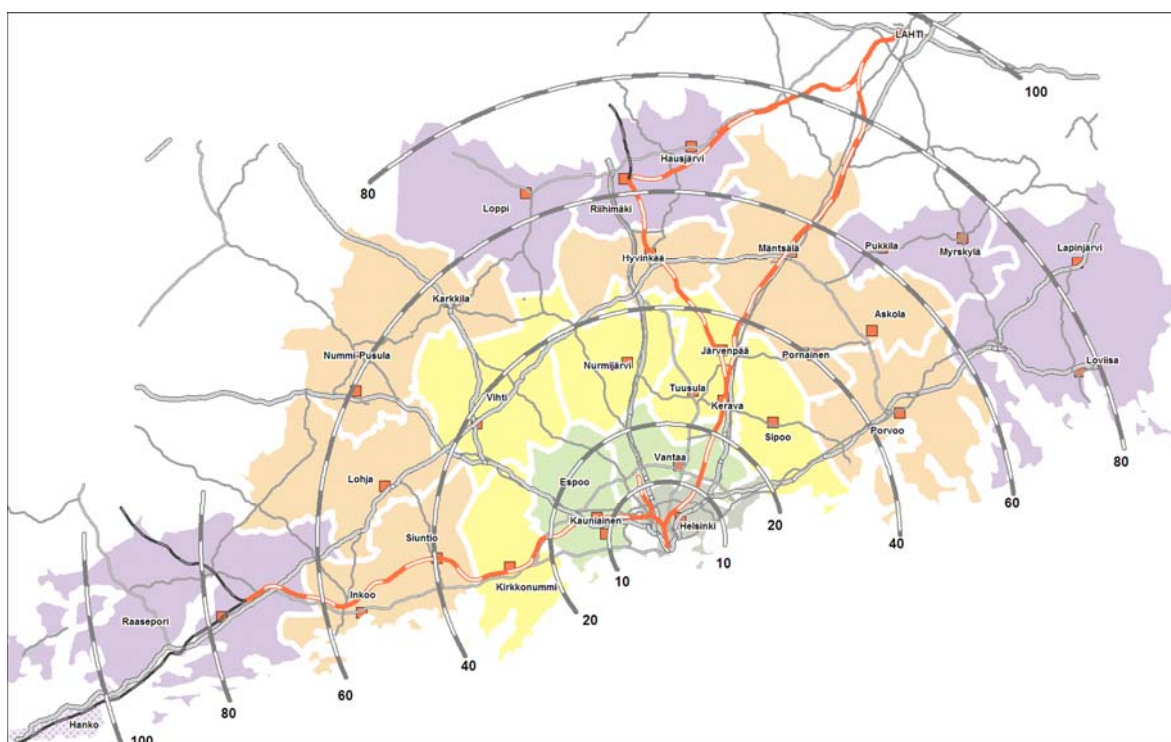 LAHTI
100
Hausjärvi
80
Loppi
Riihimäki
Pukkila
Myrskylä
Lapinjärvi
Hyvinkää
Mäntsälä
Karkkila
Askola
Nummi-Pusula
Järvenpää
Pornainen
Nurmijärvi
Loviisa
Tuusula
Vihti
Kerava
Porvoo
Sipoo
80
Vantaa
Espoo
Lohja
60
20
Kauniainen
Helsinki
Siuntio
40
10
10
Kirkkonummi
Inkoo
20
Raasepori
40
60
80
Hanko
100